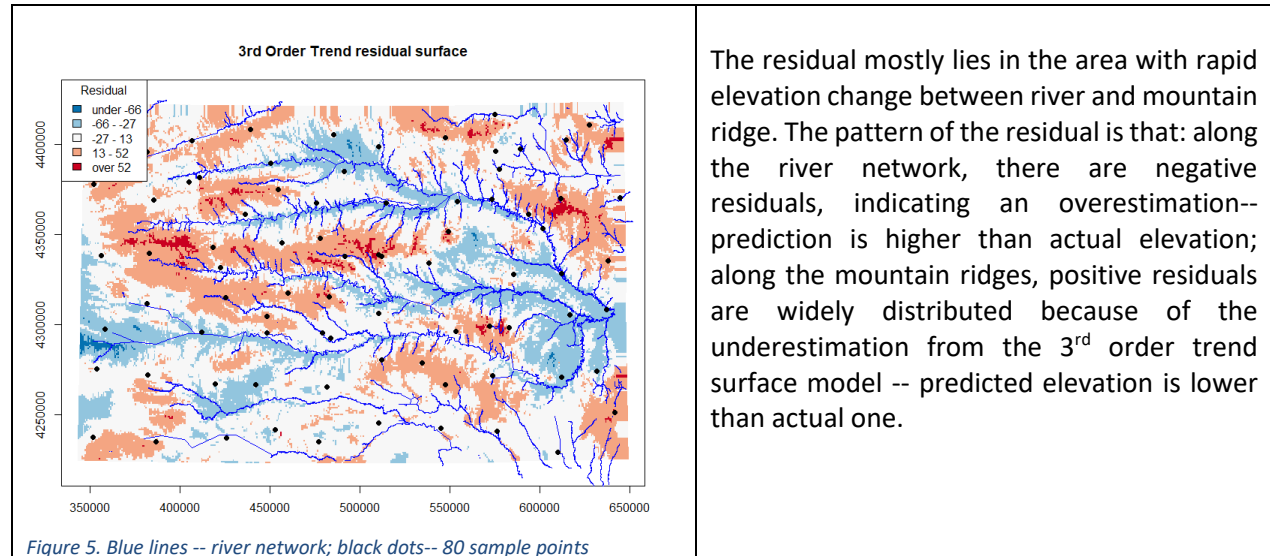 3rd Order Trend residual surface
Residual
under -66
-66 - -27
-27 - 13
13 - 52
over 52
4400000
4350000
4300000
4250000
350000
400000
450000
500000
550000
600000
650000
Figure 5. Blue lines -- river network; black dots-- 80 sample points
The residual mostly lies in the area with rapid
elevation change between river and mountain
ridge. The pattern of the residual is that: along
the river network, there are negative
residuals, indicating an overestimation--
prediction is higher than actual elevation;
along the mountain ridges, positive residuals
are widely distributed because of the
underestimation from the 3rd order trend
surface model -- predicted elevation is lower
than actual one.